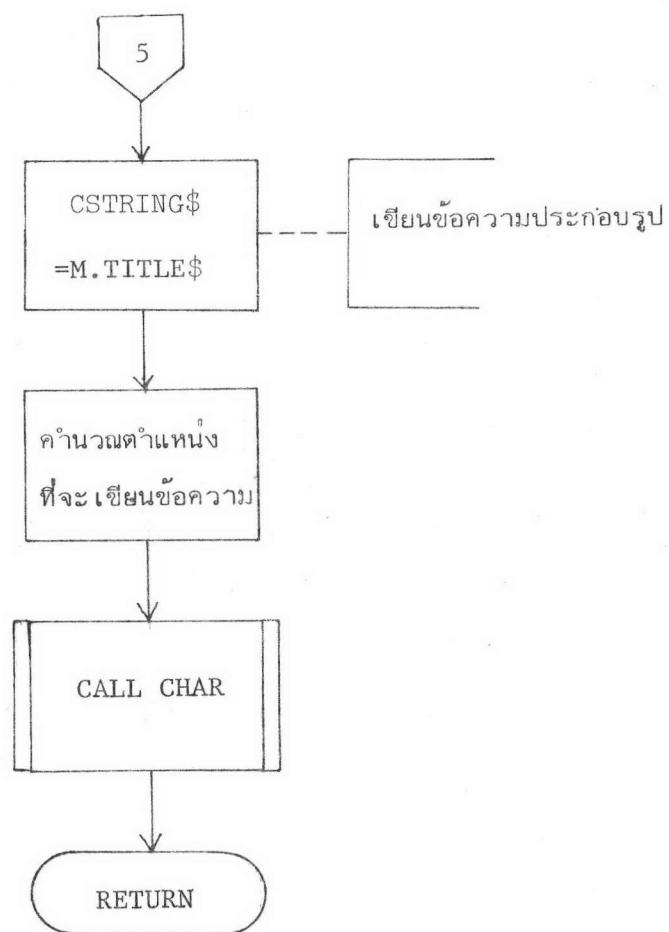 5
CSTRING$
=M.TITLE$
เขียนข้อความประกอบรูป
คำนวณตำแหน่ง
ที่จะเขียนข้อความ
CALL CHAR
RETURN